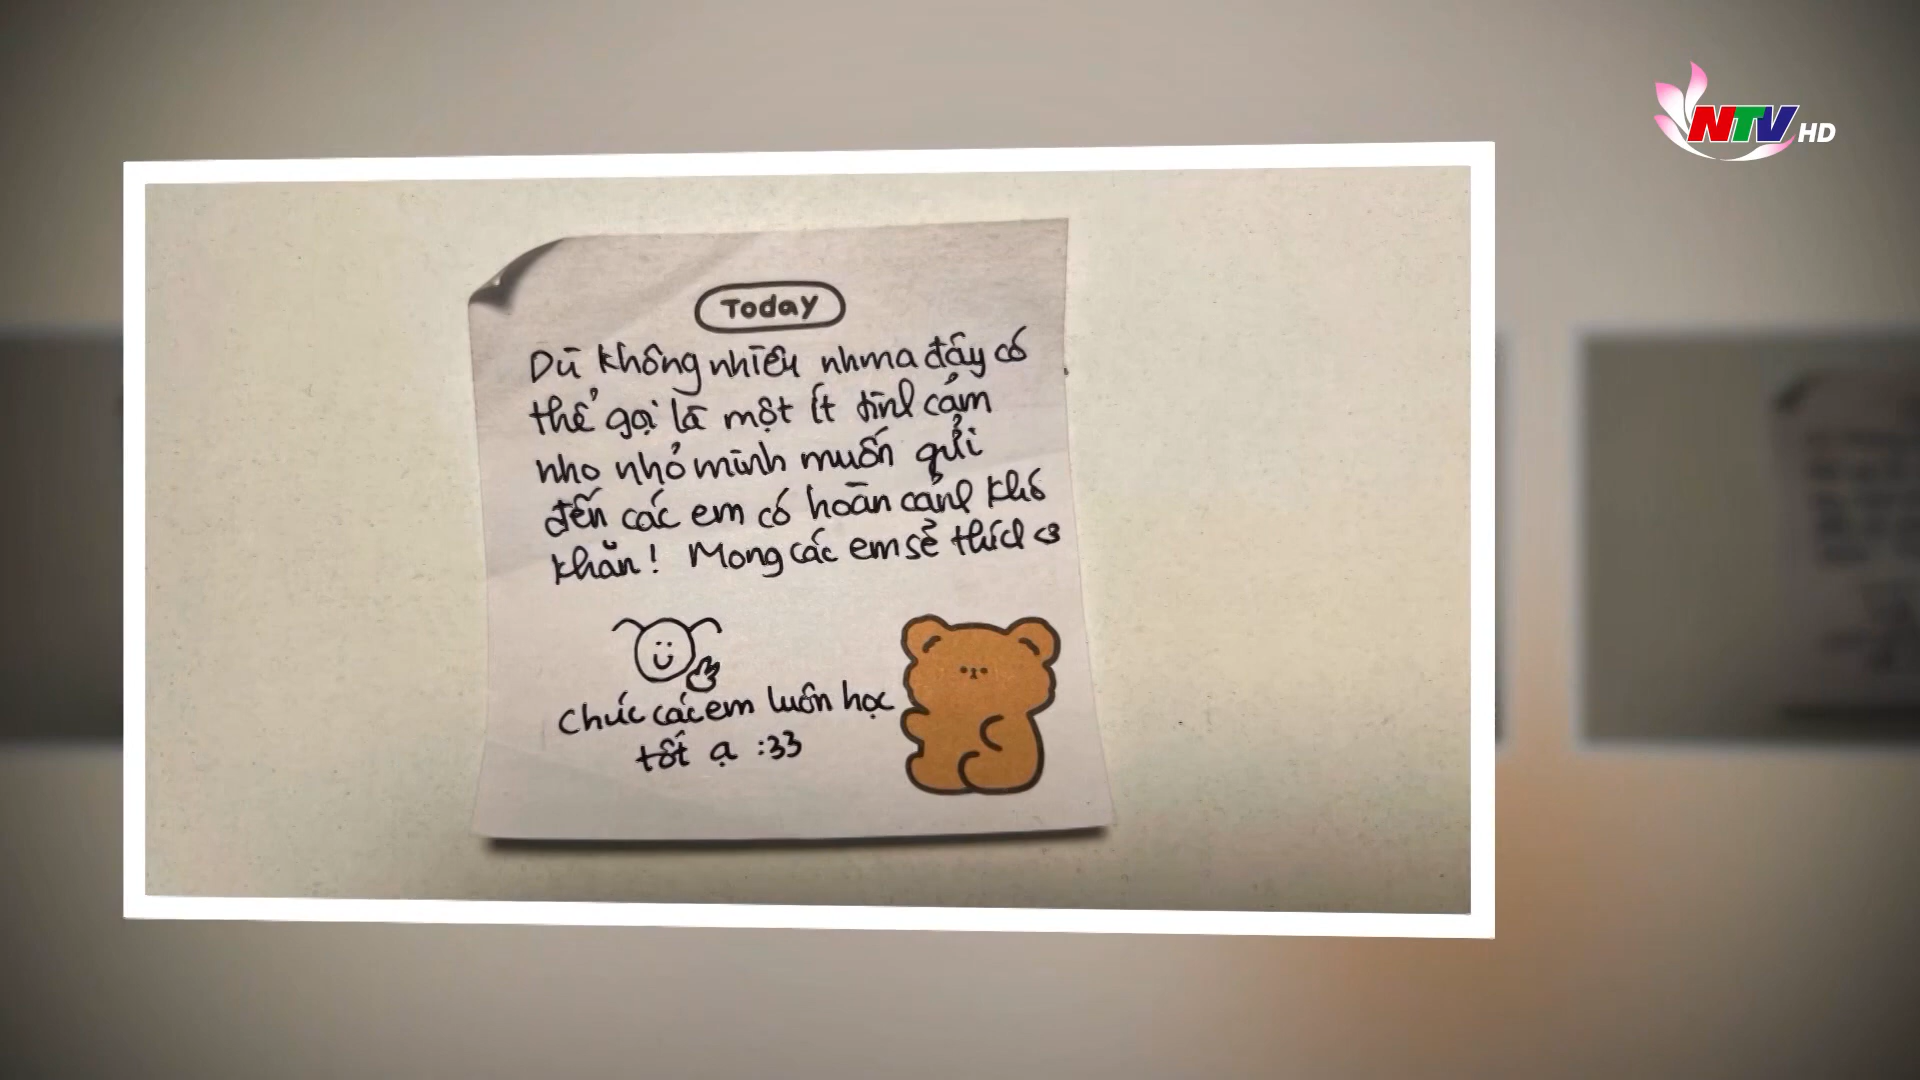 NTV HD
Today
Dù không nhiều nhma đây có
thể gọi là một ít tình cảm
nho nhỏ mình muốn gửi
đến các em có hoàn cảnh khó
khăn! Mong các em sẻ thích <3
chúc các em luôn học
tốt ạ :33